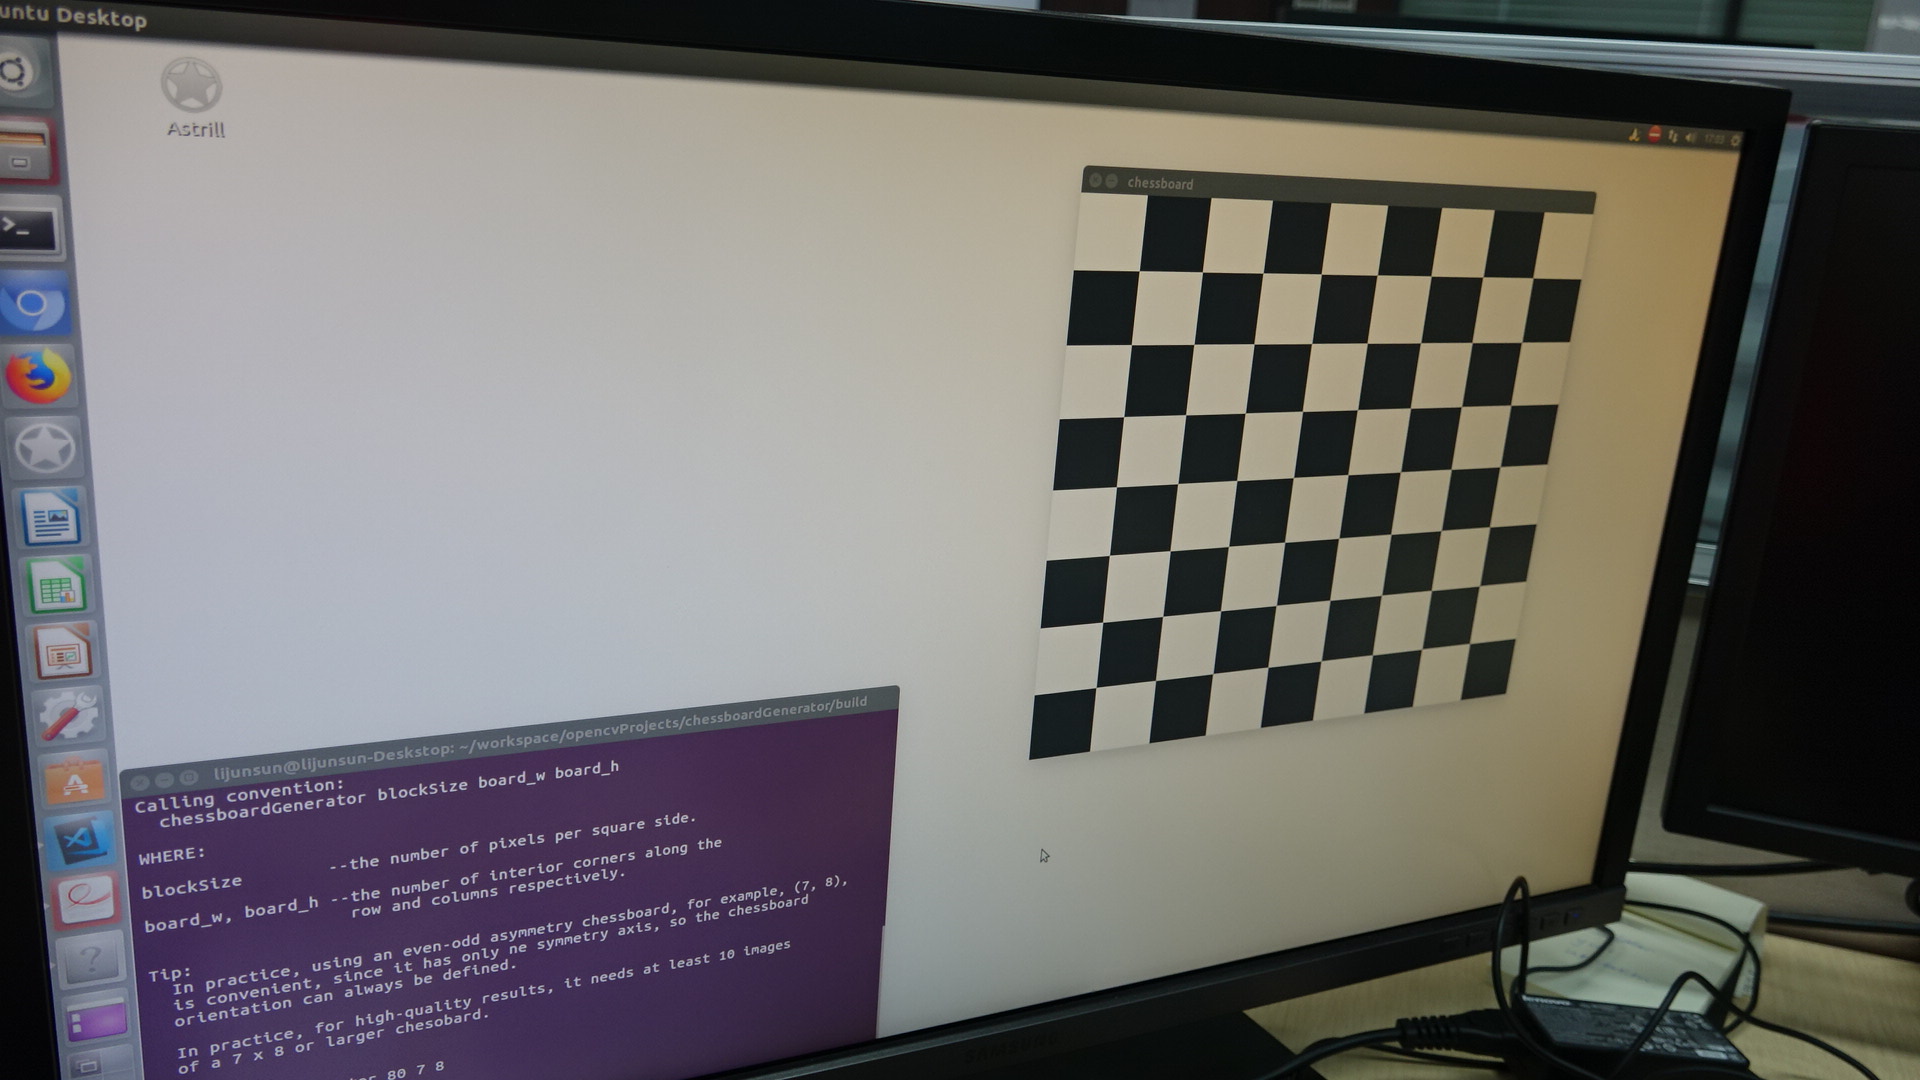 untu Desktop
Astrill
chessboard
lijunsun@lijunsun-Deskstop: ~/workspace/opencvProjects/chessboardGenerator/build
Calling convention:
chessboardGenerator blockSize board_w board_h
WHERE:
blockSize --the number of pixels per square side.
board_w, board_h --the number of interior corners along the
row and columns respectively.
Tip:
In practice, using an even-odd asymmetry chessboard, for example, (7, 8),
is convenient, since it has only ne symmetry axis, so the chessboard
orientation can always be defined.
In practice, for high-quality results, it needs at least 10 images
of a 7 x 8 or larger chesobard.
or 80 7 8
SAMSUNG